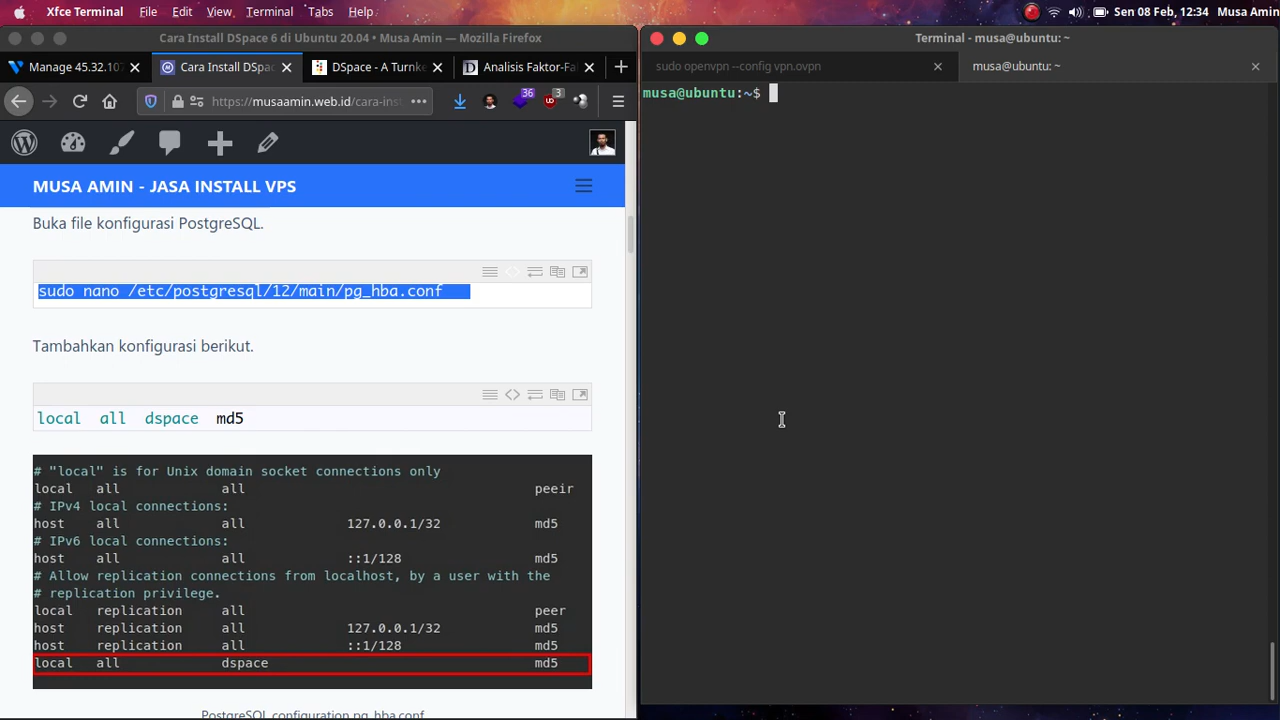 Xfce Terminal File Edit View Terminal Tabs Help
Sen 08 Feb, 12:34 Musa Amin
Cara Install DSpace 6 di Ubuntu 20.04 • Musa Amin — Mozilla Firefox
Manage 45.32.107
Cara Install DSpac
DSpace - A Turnke
Analisis Faktor-Fa
https://musaamin.web.id/cara-inst
36
3
MUSA AMIN - JASA INSTALL VPS
Buka file konfigurasi PostgreSQL.
sudo nano /etc/postgresql/12/main/pg_hba.conf
Tambahkan konfigurasi berikut.
local all dspace md5
# "local" is for Unix domain socket connections only
local all all peeir
# IPv4 local connections:
host all all 127.0.0.1/32 md5
# IPv6 local connections:
host all all ::1/128 md5
# Allow replication connections from localhost, by a user with the
# replication privilege.
local replication all peer
host replication all 127.0.0.1/32 md5
host replication all ::1/128 md5
local all dspace md5
PostgreSQL configuration pg_hba.conf
Terminal - musa@ubuntu: ~
sudo openvpn --config vpn.ovpn
musa@ubuntu: ~
musa@ubuntu:~$